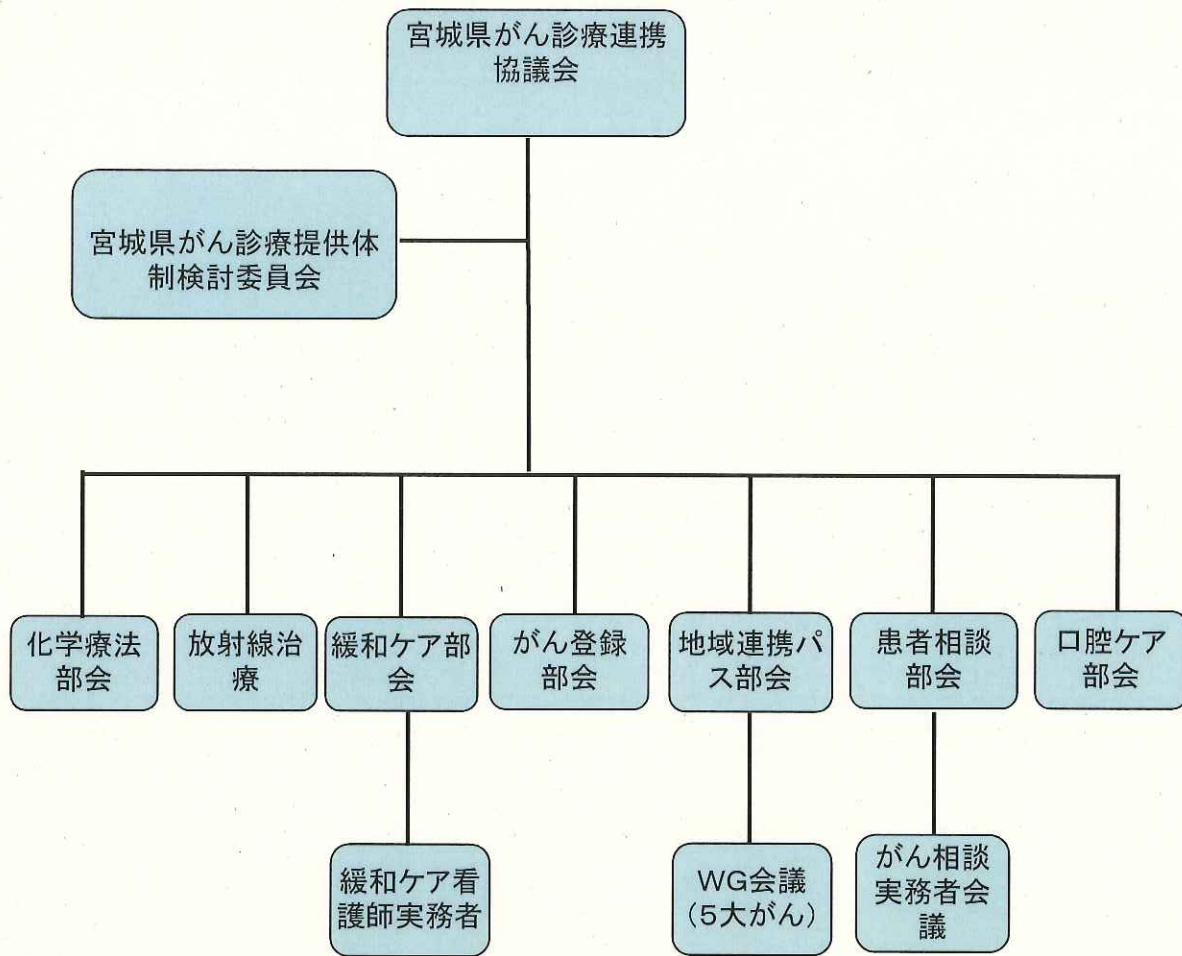 宮城県がん診療連携
協議会
宮城県がん診療提供体
制検討委員会
化学療法
部会
放射線治
療
緩和ケア部
会
がん登録
部会
地域連携パ
ス部会
患者相談
部会
口腔ケア
部会
緩和ケア看
護師実務者
WG会議
(5大がん)
がん相談
実務者会
議